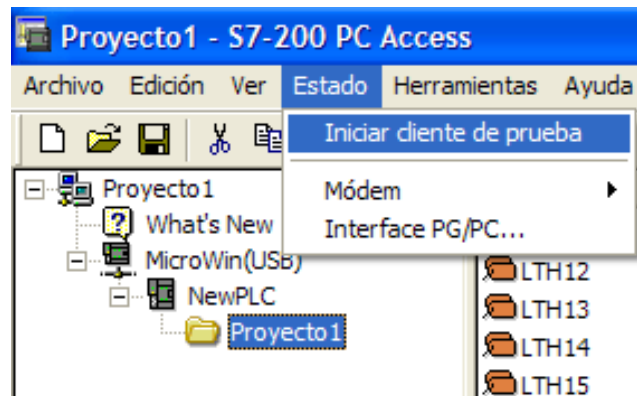 Proyecto1 - S7-200 PC Access
Archivo Edición Ver Estado Herramientas Ayuda
Iniciar cliente de prueba
Módem
Interface PG/PC...
Proyecto1
What's New
MicroWin(USB)
NewPLC
Proyecto1
LTH12
LTH13
LTH14
LTH15